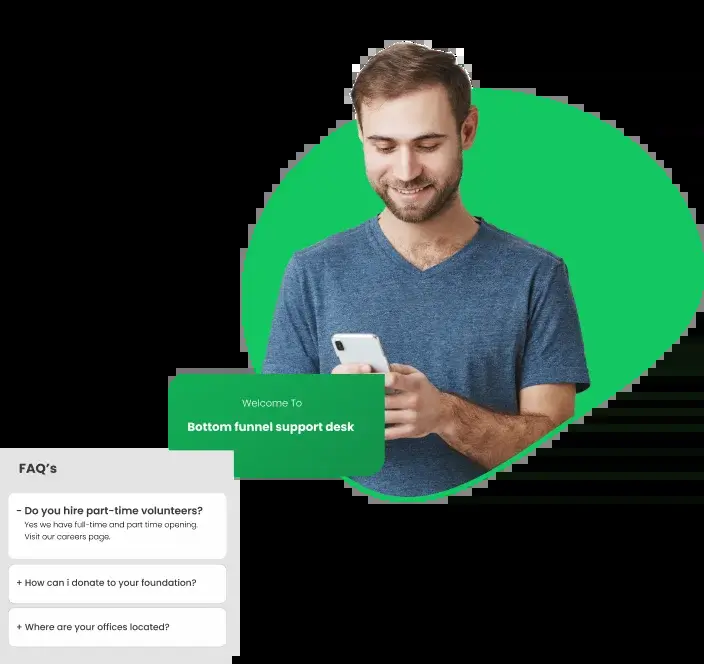 Welcome To
Bottom funnel support desk
FAQ’s
- Do you hire part-time volunteers?
Yes we have full-time and part time opening.
Visit our careers page.
+ How can i donate to your foundation?
+ Where are your offices located?